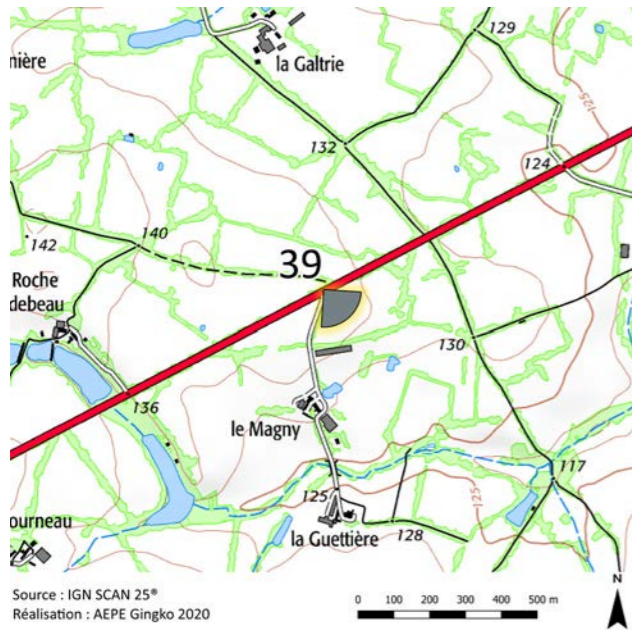 129
nière
la Galtrie
125
132
124
140
142
39
Roche
debeau
130
136
le Magny
117
125
125
ourneau
la Guettière
128
N
Source : IGN SCAN 25®
Réalisation : AEPE Gingko 2020
0 100 200 300 400 500 m